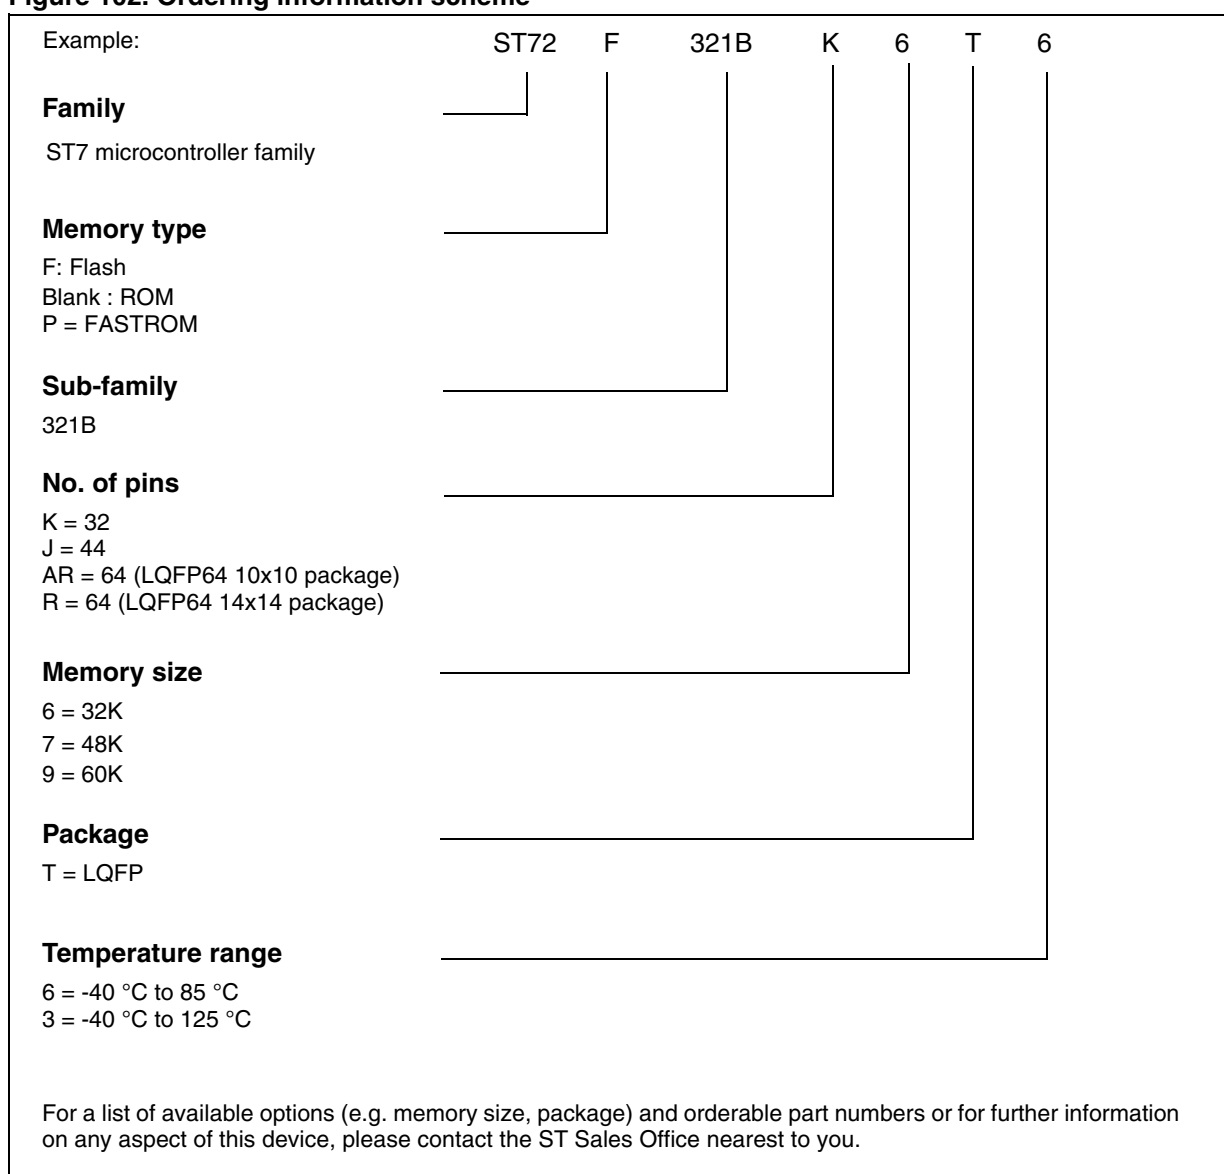 Figure 102. Ordering information scheme
Example: ST72 F 321B K 6 T 6
Family
ST7 microcontroller family
Memory type
F: Flash
Blank : ROM
P = FASTROM
Sub-family
321B
No. of pins
K = 32
J = 44
AR = 64 (LQFP64 10x10 package)
R = 64 (LQFP64 14x14 package)
Memory size
6 = 32K
7 = 48K
9 = 60K
Package
T = LQFP
Temperature range
6 = -40 °C to 85 °C
3 = -40 °C to 125 °C
For a list of available options (e.g. memory size, package) and orderable part numbers or for further information
on any aspect of this device, please contact the ST Sales Office nearest to you.